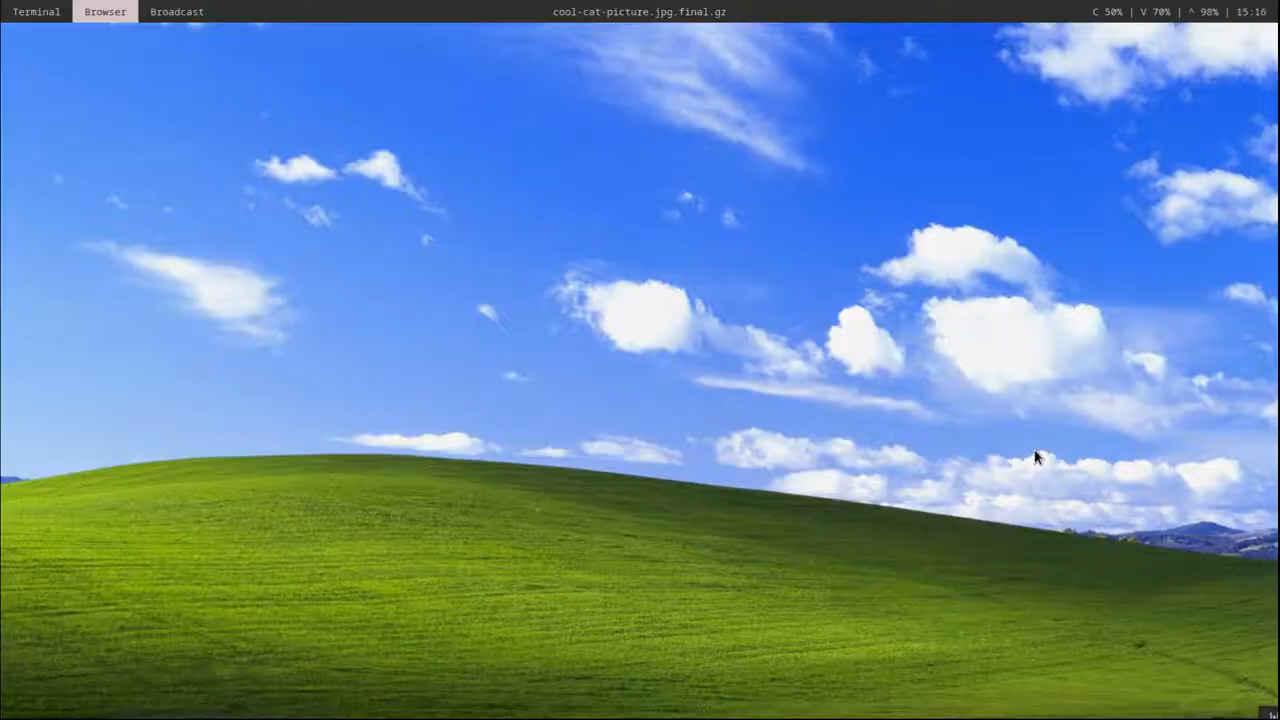 Terminal Browser Broadcast cool-cat-picture.jpg.final.gz C 50% | V 70% | ^ 98% | 15:16